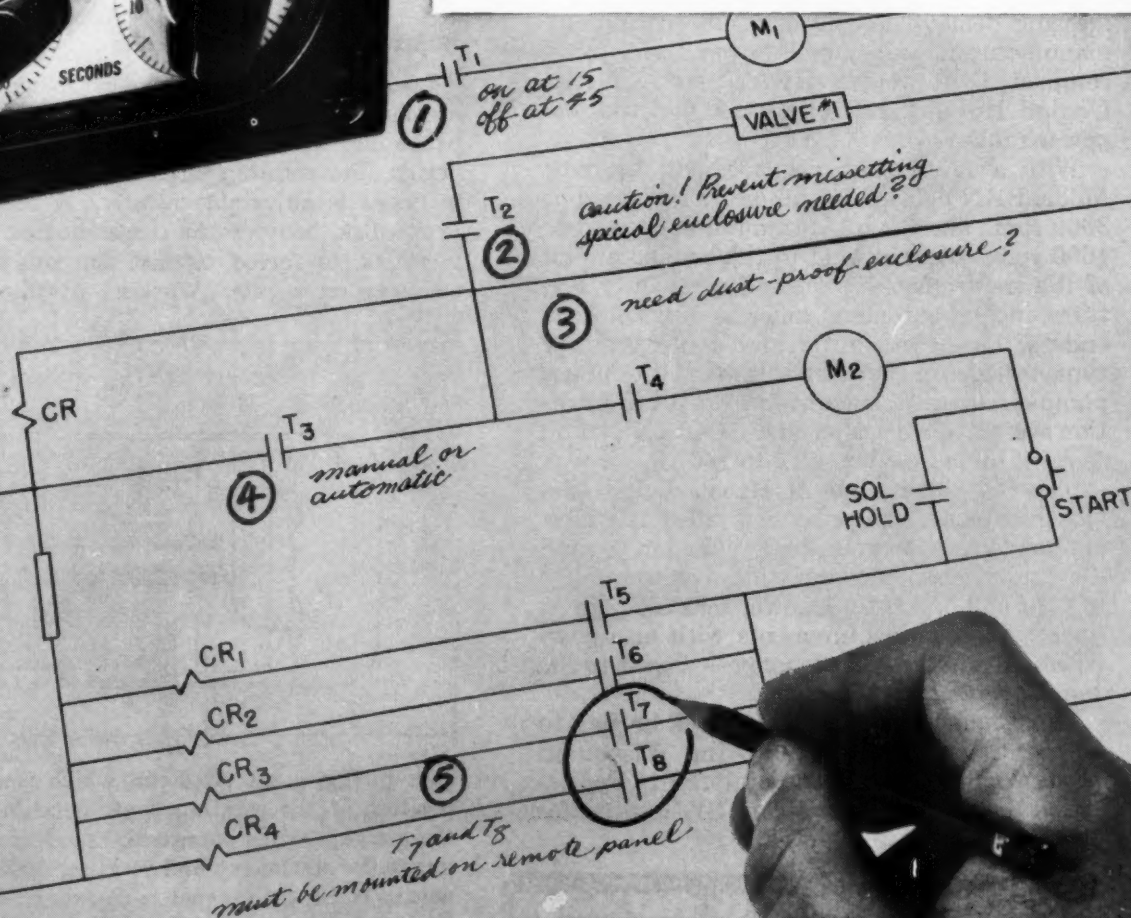 10
SECONDS
T1
M1
on at 15
off at 45
1
VALVE #1
T2
caution! Prevent missetting
special enclosure needed?
2
3
need dust-proof enclosure?
CR
T3
T4
M2
4
manual or
automatic
SOL
HOLD
START
T5
CR1
T6
CR2
T7
CR3
T8
5
CR4
T7 and T8
must be mounted on remote panel